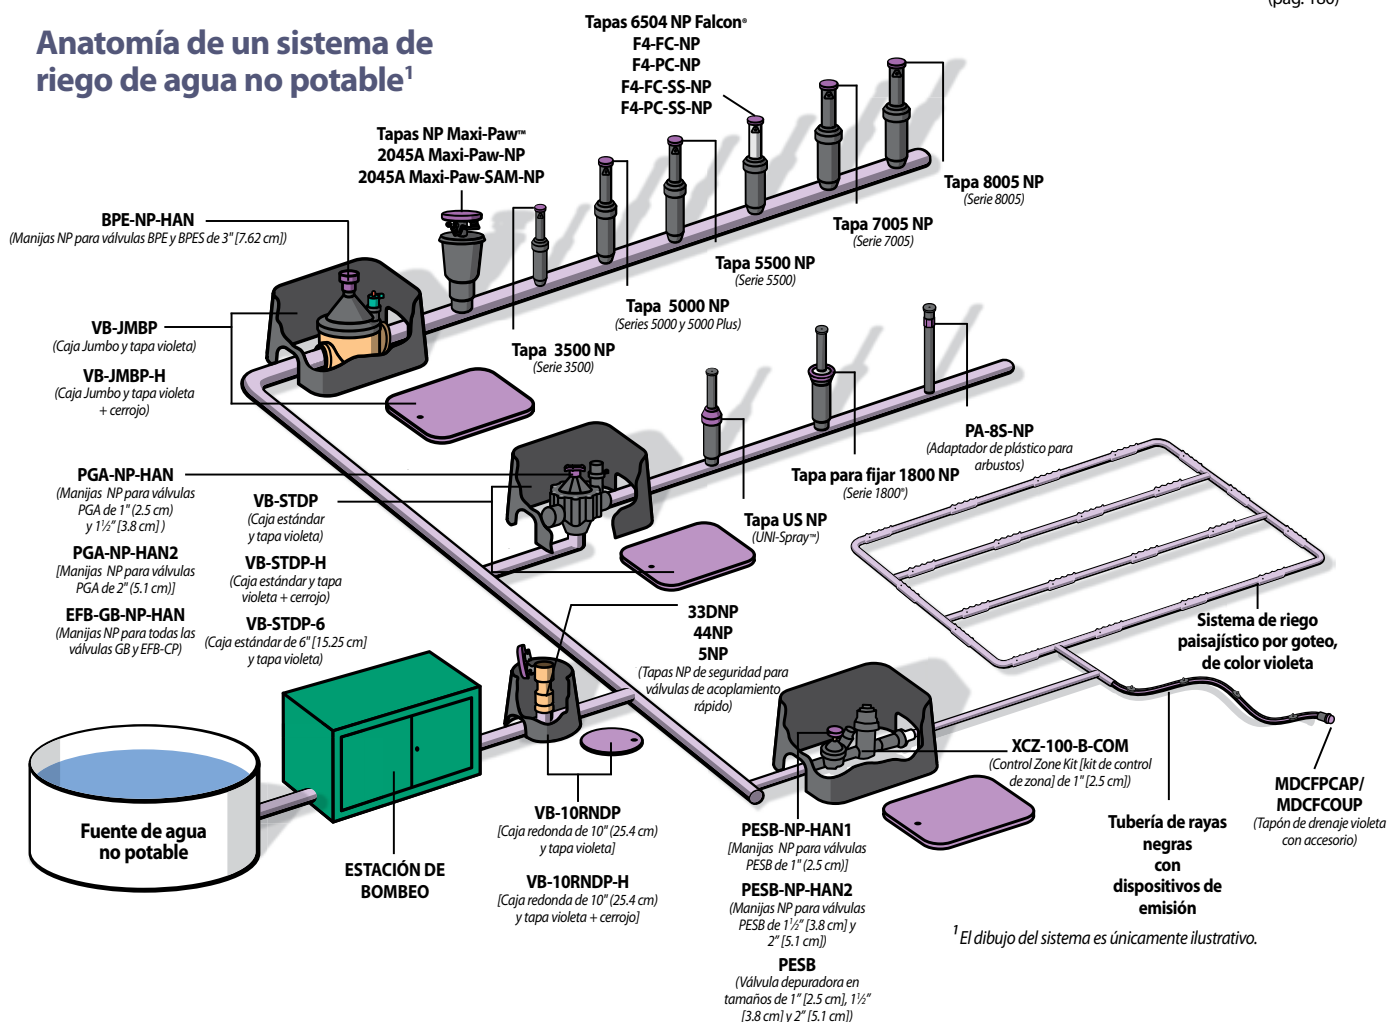 (pág. 180)
Anatomía de un sistema de
riego de agua no potable¹
Tapas 6504 NP Falcon®
F4-FC-NP
F4-PC-NP
F4-FC-SS-NP
F4-PC-SS-NP
Tapas NP Maxi-Paw™
2045A Maxi-Paw-NP
2045A Maxi-Paw-SAM-NP
BPE-NP-HAN
(Manijas NP para válvulas BPE y BPES de 3" [7.62 cm])
Tapa 8005 NP
(Serie 8005)
Tapa 7005 NP
(Serie 7005)
Tapa 5500 NP
(Serie 5500)
Tapa 5000 NP
(Series 5000 y 5000 Plus)
Tapa 3500 NP
(Serie 3500)
VB-JMBP
(Caja Jumbo y tapa violeta)
VB-JMBP-H
(Caja Jumbo y tapa violeta
+ cerrojo)
PA-8S-NP
(Adaptador de plástico para
arbustos)
Tapa para fijar 1800 NP
(Serie 1800®)
Tapa US NP
(UNI-Spray™)
PGA-NP-HAN
(Manijas NP para válvulas
PGA de 1" (2.5 cm)
y 1½" [3.8 cm] )
PGA-NP-HAN2
[Manijas NP para válvulas
PGA de 2" (5.1 cm)]
EFB-GB-NP-HAN
(Manijas NP para todas las
válvulas GB y EFB-CP)
VB-STDP
(Caja estándar
y tapa violeta)
VB-STDP-H
(Caja estándar y tapa
violeta + cerrojo)
VB-STDP-6
(Caja estándar de 6" [15.25 cm]
y tapa violeta)
33DNP
44NP
5NP
(Tapas NP de seguridad para
válvulas de acoplamiento
rápido)
Sistema de riego
paisajístico por goteo,
de color violeta
XCZ-100-B-COM
(Control Zone Kit [kit de control
de zona] de 1" [2.5 cm])
MDCFPCAP/
MDCFCOUP
(Tapón de drenaje violeta
con accesorio)
Tubería de rayas
negras
con
dispositivos de
emisión
Fuente de agua
no potable
ESTACIÓN DE
BOMBEO
VB-10RNDP
[Caja redonda de 10" (25.4 cm)
y tapa violeta]
VB-10RNDP-H
[Caja redonda de 10" (25.4 cm)
y tapa violeta + cerrojo]
PESB-NP-HAN1
[Manijas NP para válvulas
PESB de 1" (2.5 cm)]
PESB-NP-HAN2
(Manijas NP para válvulas
PESB de 1½" [3.8 cm] y
2" [5.1 cm])
PESB
(Válvula depuradora en
tamaños de 1" [2.5 cm], 1½"
[3.8 cm] y 2" [5.1 cm])
¹ El dibujo del sistema es únicamente ilustrativo.